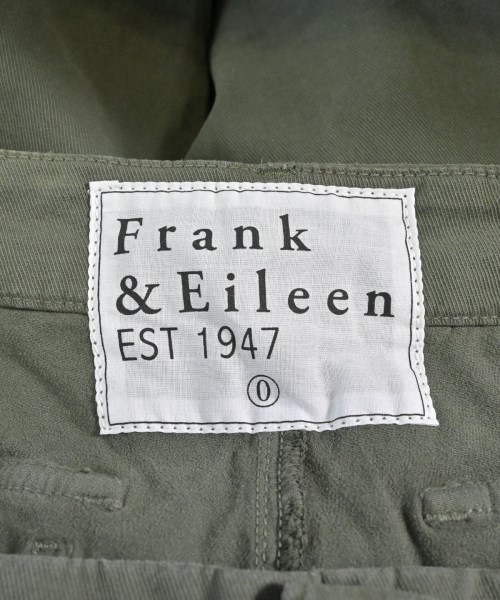 Frank
& Eileen
EST 1947
0